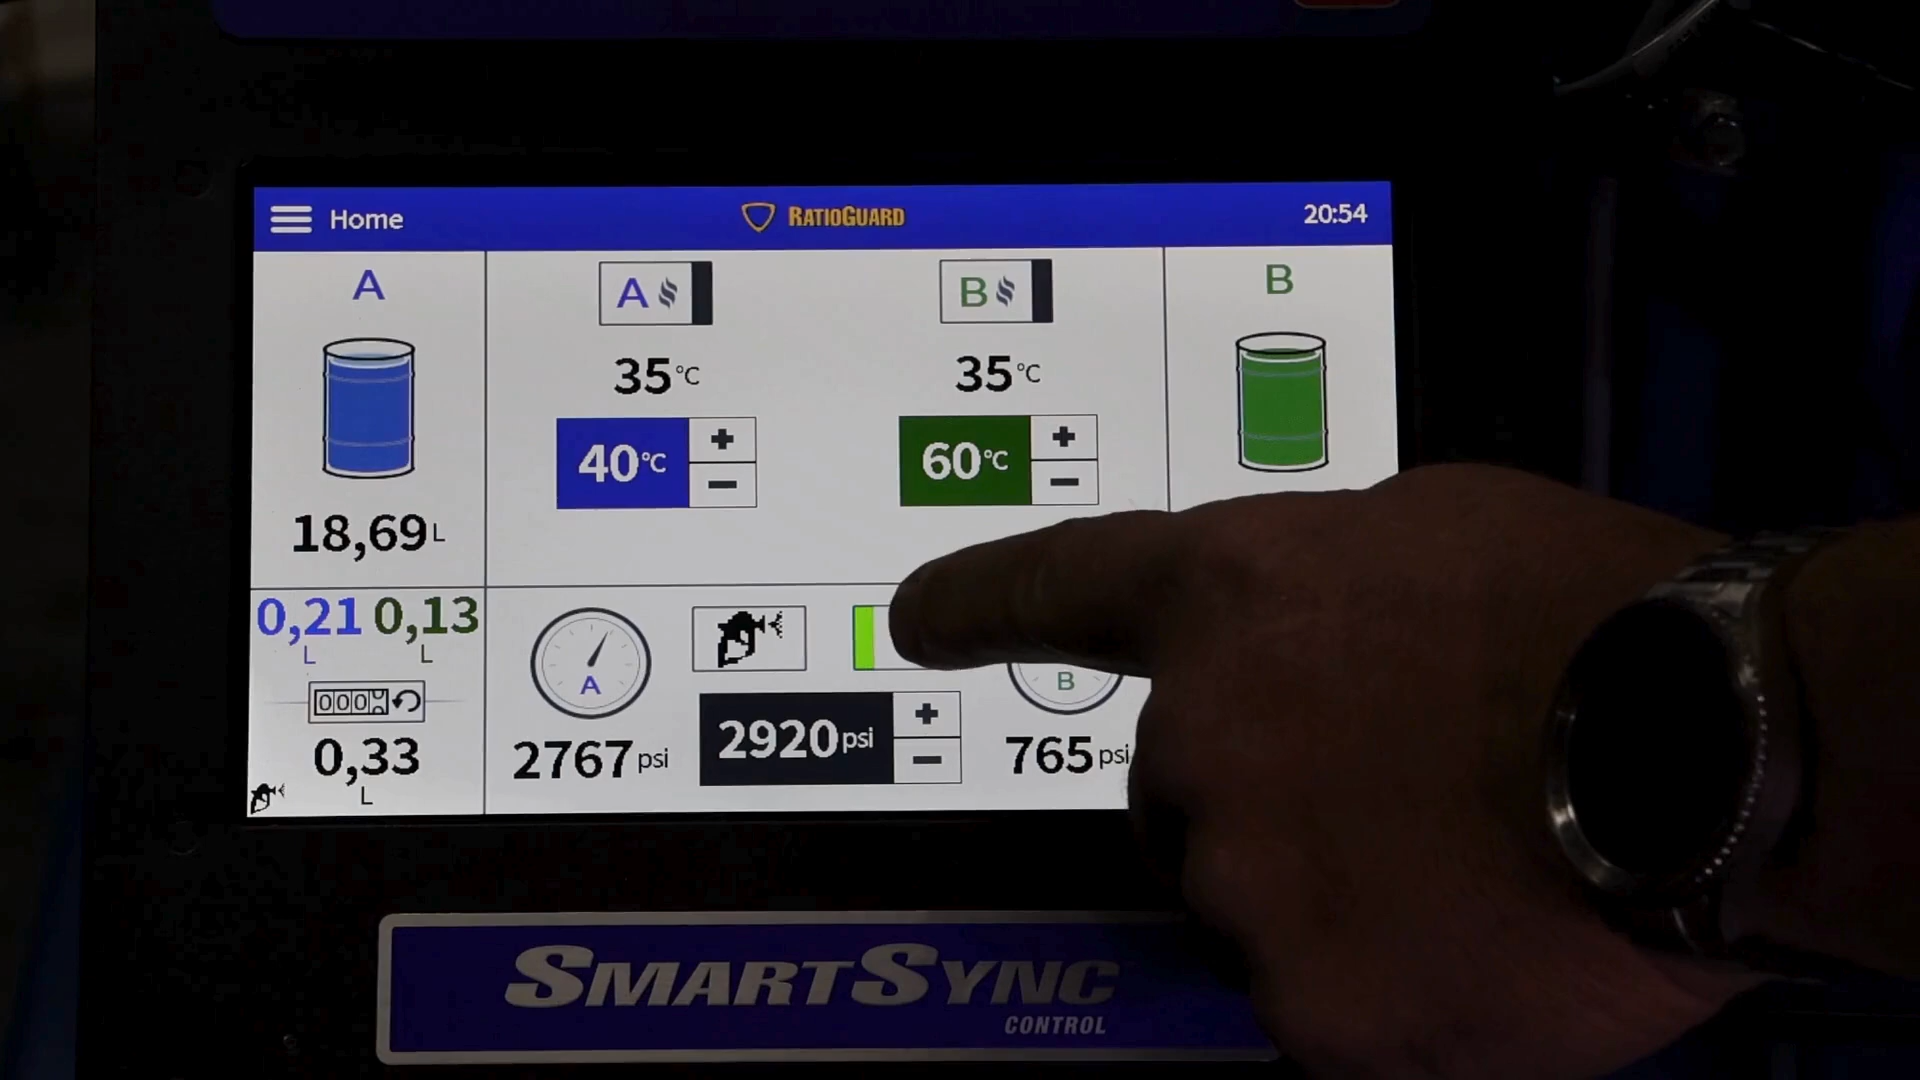 Home
RATIOGUARD
20:54
A
A
B
B
35°C
35°C
40°C
+
−
60°C
+
−
18,69 L
0,21 L
0,13 L
000
0,33 L
A
B
2767 psi
2920 psi
+
−
765 psi
SMARTSYNC
CONTROL